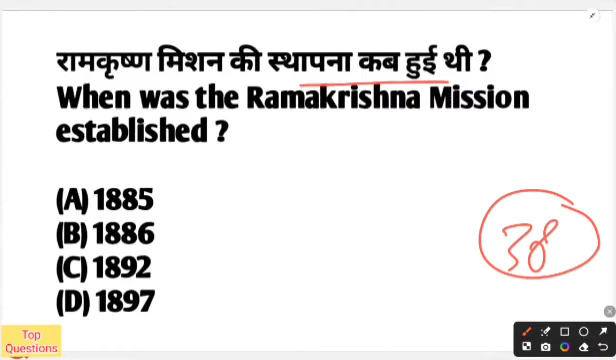 रामकृष्ण मिशन की स्थापना कब हुई थी ?
When was the Ramakrishna Mission
established ?
(A) 1885
(B) 1886
(C) 1892
(D) 1897
38
Top
Questions